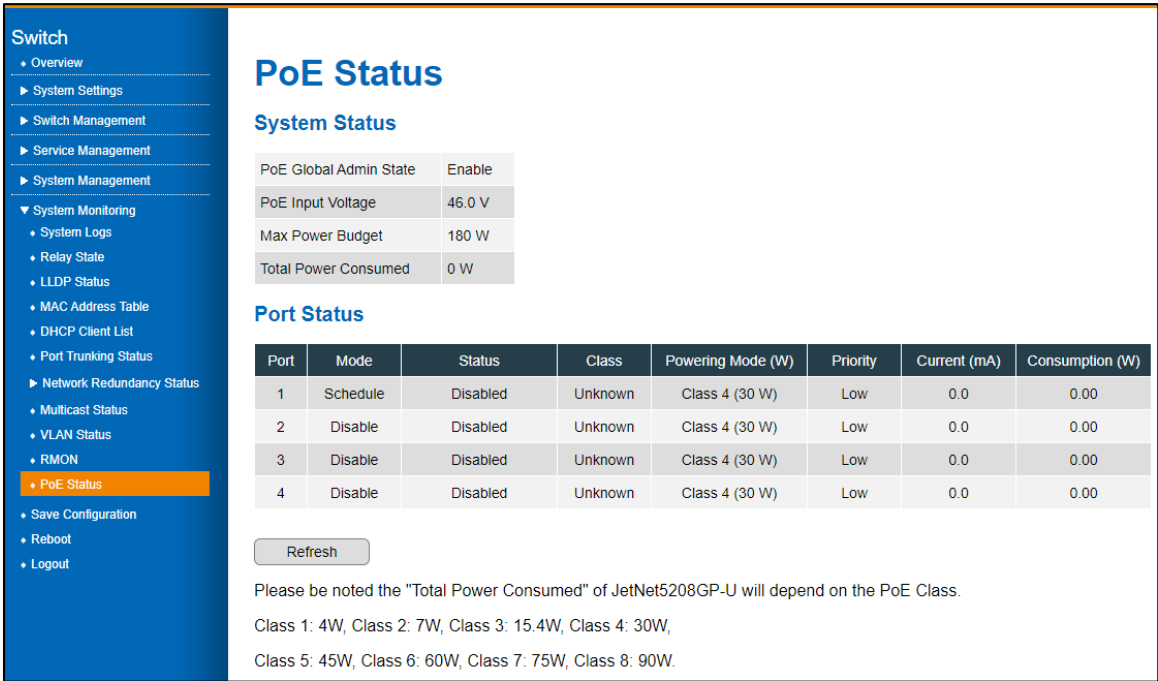 Switch
Overview
System Settings
Switch Management
Service Management
System Management
System Monitoring
System Logs
Relay State
LLDP Status
MAC Address Table
DHCP Client List
Port Trunking Status
Network Redundancy Status
Multicast Status
VLAN Status
RMON
PoE Status
Save Configuration
Reboot
Logout
PoE Status
System Status
PoE Global Admin State Enable
PoE Input Voltage 46.0 V
Max Power Budget 180 W
Total Power Consumed 0 W
Port Status
Port Mode Status Class Powering Mode (W) Priority Current (mA) Consumption (W)
1 Schedule Disabled Unknown Class 4 (30 W) Low 0.0 0.00
2 Disable Disabled Unknown Class 4 (30 W) Low 0.0 0.00
3 Disable Disabled Unknown Class 4 (30 W) Low 0.0 0.00
4 Disable Disabled Unknown Class 4 (30 W) Low 0.0 0.00
Refresh
Please be noted the "Total Power Consumed" of JetNet5208GP-U will depend on the PoE Class.
Class 1: 4W, Class 2: 7W, Class 3: 15.4W, Class 4: 30W,
Class 5: 45W, Class 6: 60W, Class 7: 75W, Class 8: 90W.